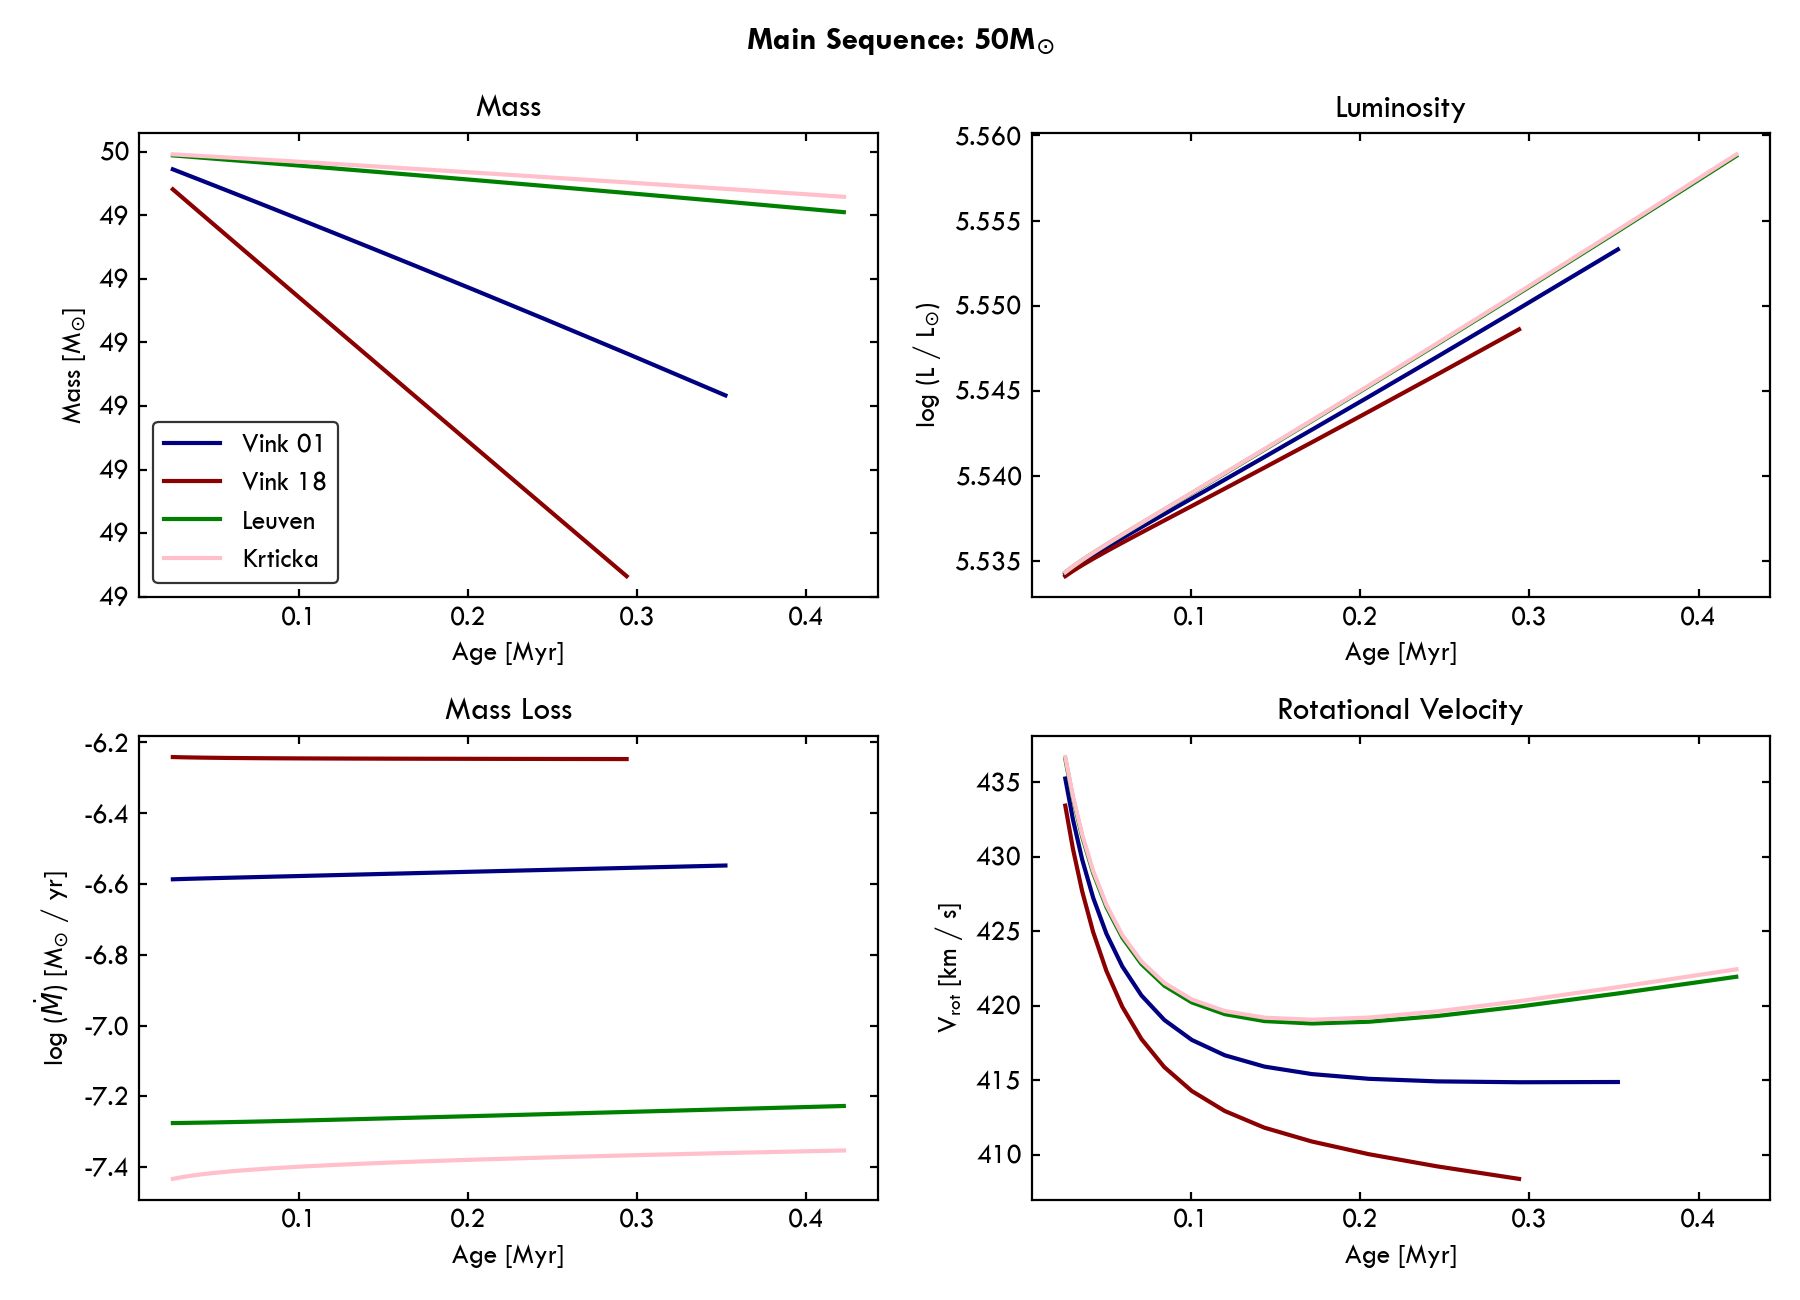 Main Sequence: 50M⊙
Mass
50
49
49
49
49
49
49
49
Mass [M⊙]
Vink 01
Vink 18
Leuven
Krticka
0.1 0.2 0.3 0.4
Age [Myr]
Luminosity
5.560
5.555
5.550
5.545
5.540
5.535
log (L / L⊙)
0.1 0.2 0.3 0.4
Age [Myr]
Mass Loss
-6.2
-6.4
-6.6
-6.8
-7.0
-7.2
-7.4
log (Ṁ) [M⊙ / yr]
0.1 0.2 0.3 0.4
Age [Myr]
Rotational Velocity
435
430
425
420
415
410
Vrot [km / s]
0.1 0.2 0.3 0.4
Age [Myr]